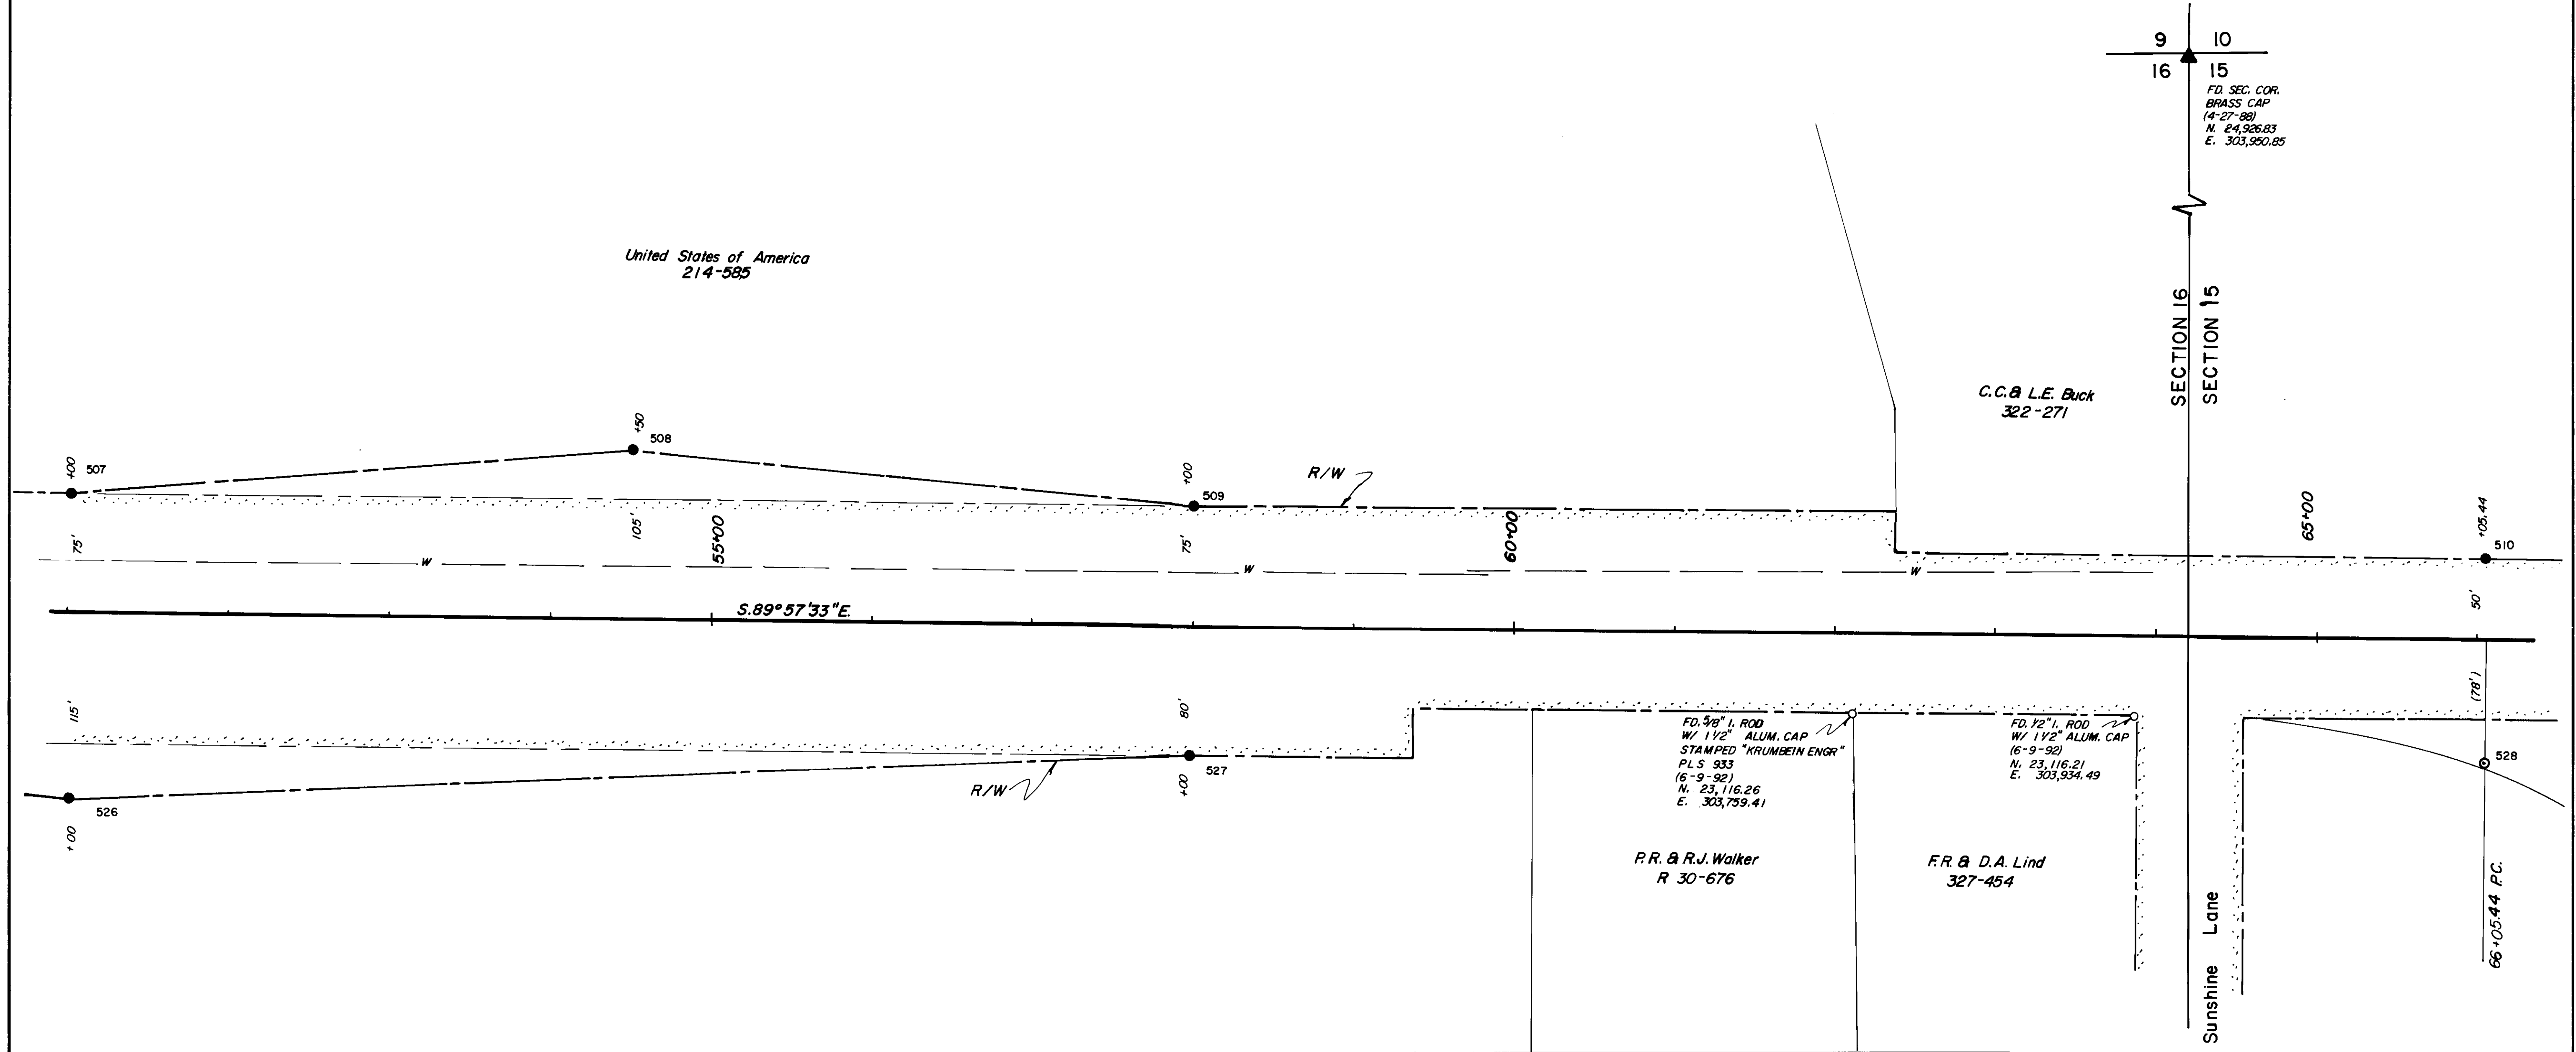 9 10
16 15
FD. SEC. COR.
BRASS CAP
(4-27-88)
N. 24,926.83
E. 303,950.85
United States of America
214-585
SECTION 16
SECTION 15
C.C. & L.E. Buck
322-271
+00
507
+50
508
+00
509
R/W
75'
105'
55+00
75'
60+00
65+00
+05.44
510
50'
W
W
W
S.89°57'33"E.
115'
80'
(78')
FD. 5/8" I. ROD
W/ 1 1/2" ALUM. CAP
STAMPED "KRUMBEIN ENGR"
PLS 933
(6-9-92)
N. 23,116.26
E. 303,759.41
FD. 1/2" I. ROD
W/ 1 1/2" ALUM. CAP
(6-9-92)
N. 23,116.21
E. 303,934.49
528
527
R/W
+00
526
+00
P.R. & R.J. Walker
R 30-676
F.R. & D.A. Lind
327-454
Sunshine Lane
66+05.44 P.C.